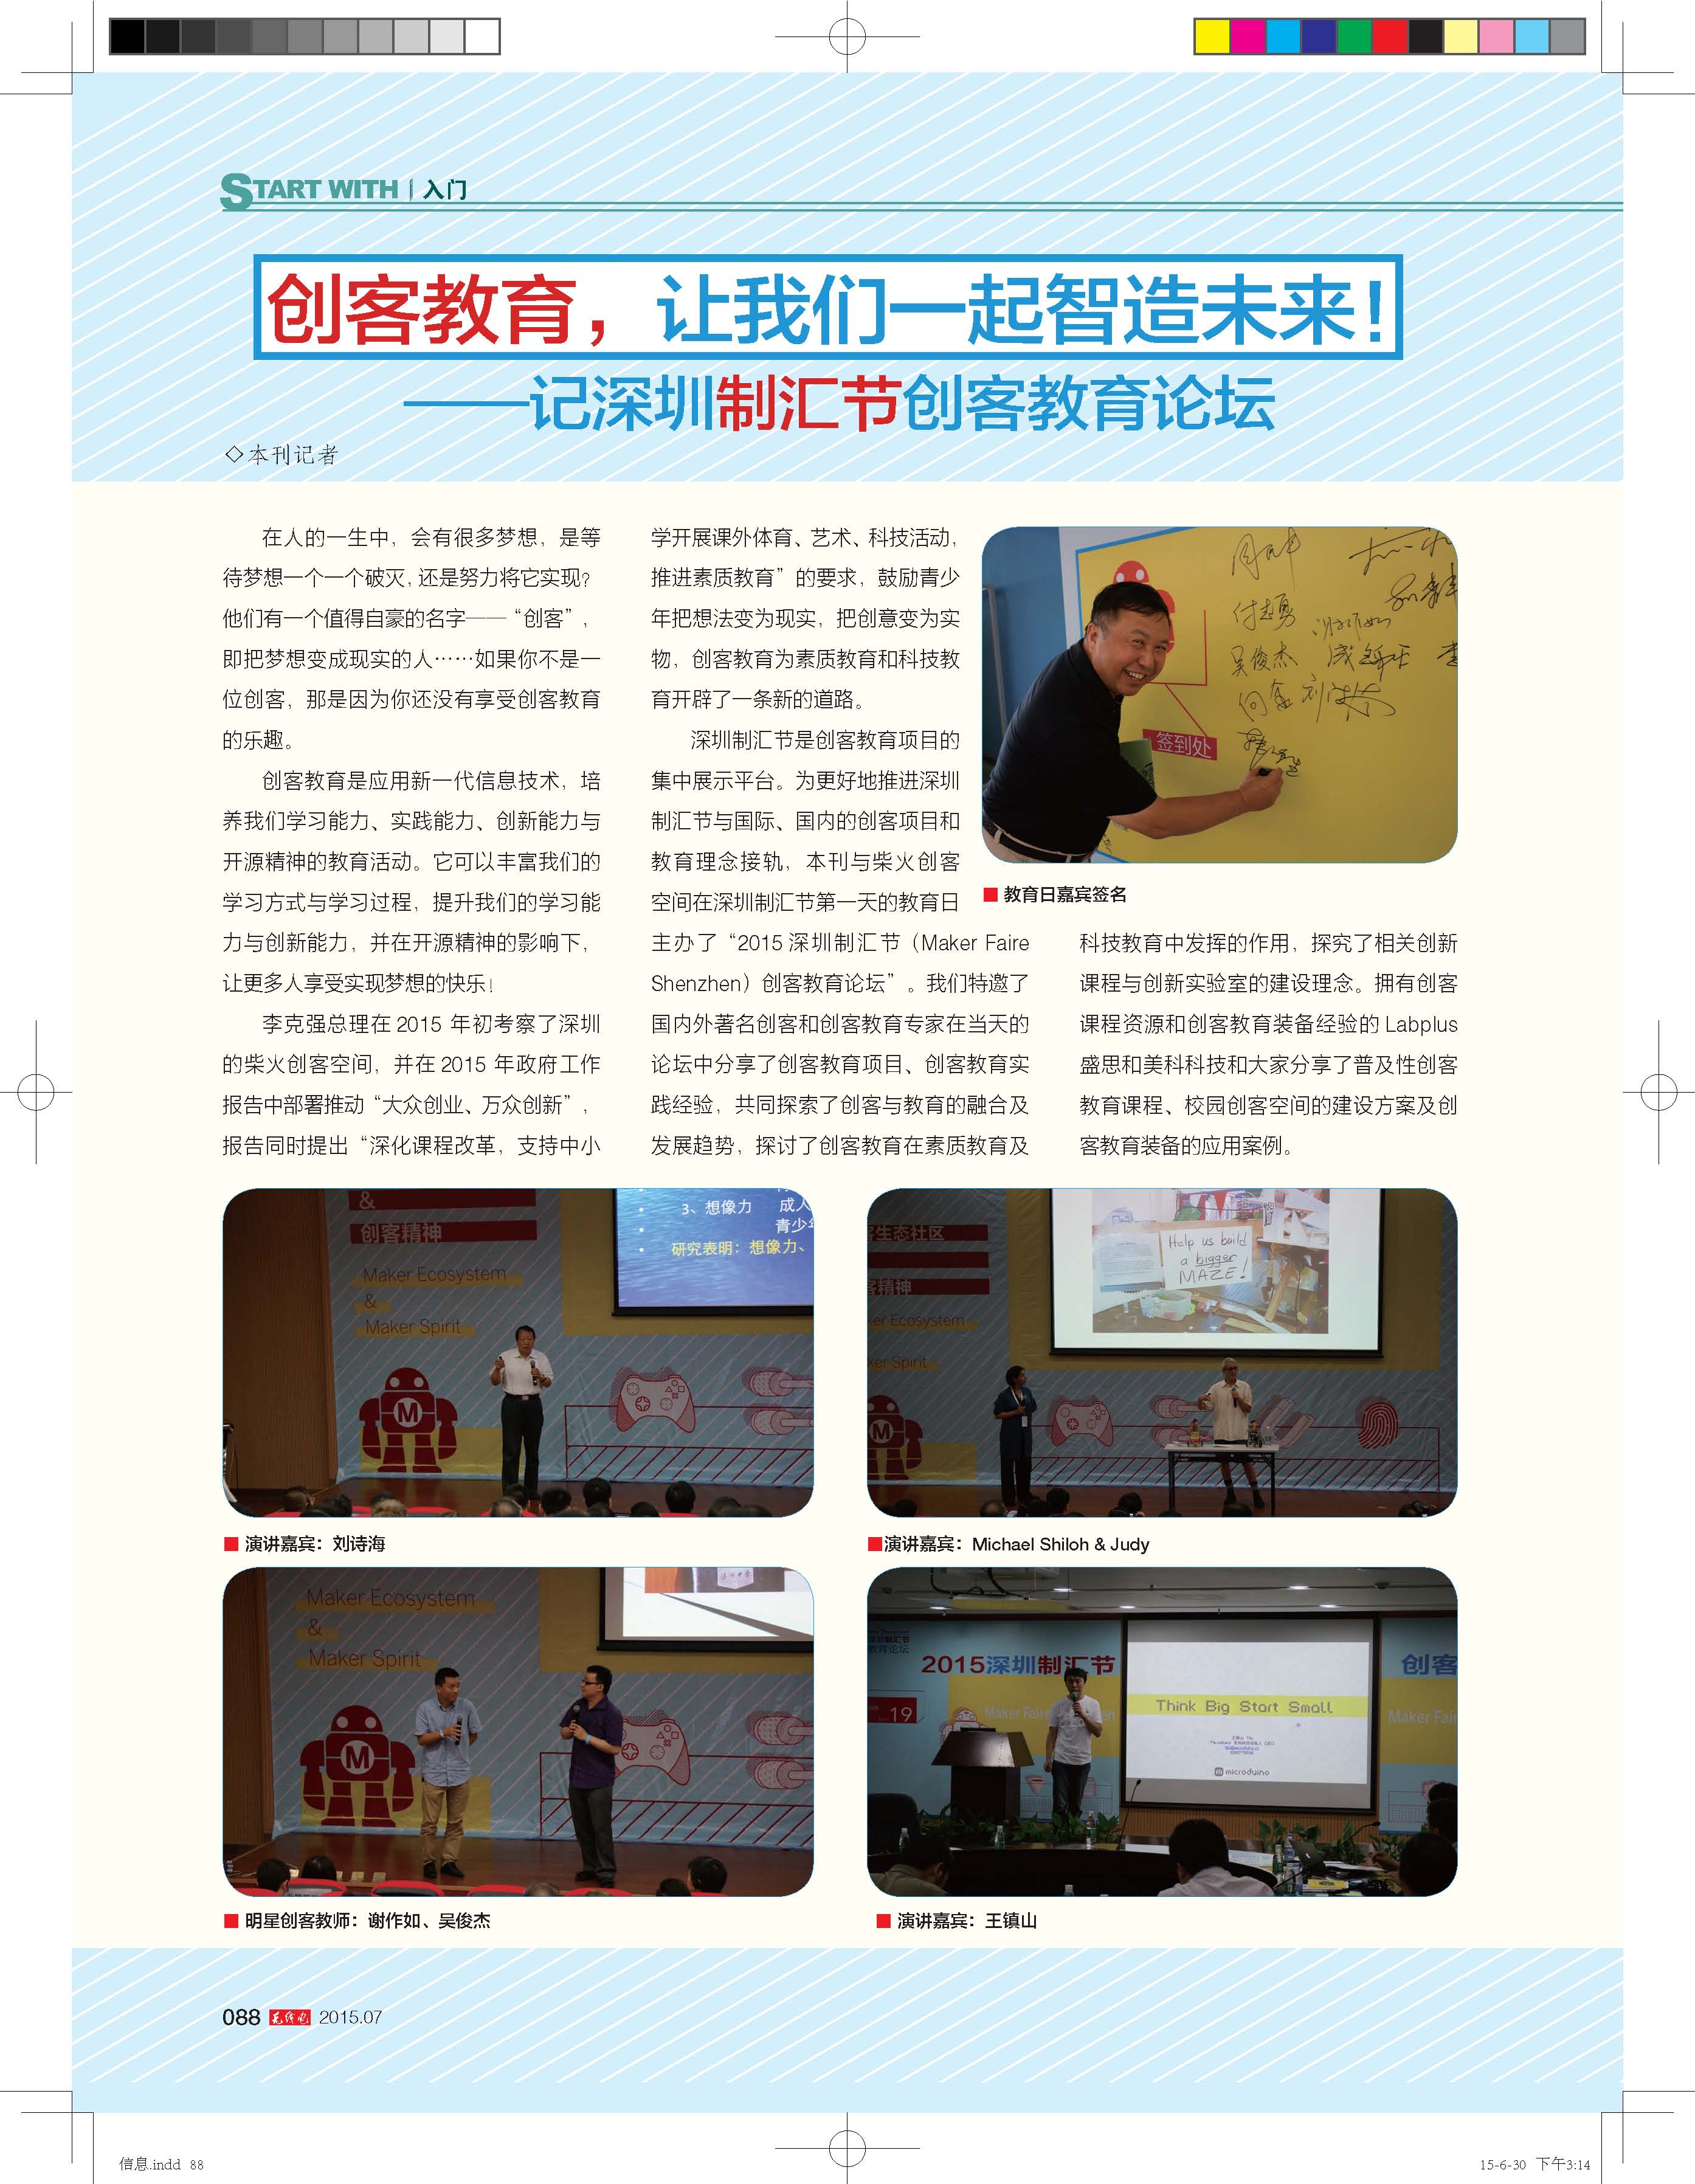 START WITH | 入门
创客教育，让我们一起智造未来！
——记深圳制汇节创客教育论坛
◇本刊记者
在人的一生中，会有很多梦想，是等
待梦想一个一个破灭，还是努力将它实现？
他们有一个值得自豪的名字——“创客”，
即把梦想变成现实的人……如果你不是一
位创客，那是因为你还没有享受创客教育
的乐趣。
创客教育是应用新一代信息技术，培
养我们学习能力、实践能力、创新能力与
开源精神的教育活动。它可以丰富我们的
学习方式与学习过程，提升我们的学习能
力与创新能力，并在开源精神的影响下，
让更多人享受实现梦想的快乐！
李克强总理在 2015 年初考察了深圳
的柴火创客空间，并在 2015 年政府工作
报告中部署推动“大众创业、万众创新”，
报告同时提出“深化课程改革，支持中小
学开展课外体育、艺术、科技活动，
推进素质教育”的要求，鼓励青少
年把想法变为现实，把创意变为实
物，创客教育为素质教育和科技教
育开辟了一条新的道路。
深圳制汇节是创客教育项目的
集中展示平台。为更好地推进深圳
制汇节与国际、国内的创客项目和
教育理念接轨，本刊与柴火创客
空间在深圳制汇节第一天的教育日
主办了“2015 深圳制汇节（Maker Faire
Shenzhen）创客教育论坛”。我们特邀了
国内外著名创客和创客教育专家在当天的
论坛中分享了创客教育项目、创客教育实
践经验，共同探索了创客与教育的融合及
发展趋势，探讨了创客教育在素质教育及
付志勇
吴俊杰
向金
签到处
■ 教育日嘉宾签名
科技教育中发挥的作用，探究了相关创新
课程与创新实验室的建设理念。拥有创客
课程资源和创客教育装备经验的 Labplus
盛思和美科科技和大家分享了普及性创客
教育课程、校园创客空间的建设方案及创
客教育装备的应用案例。
&
创客精神
Maker Ecosystem
&
Maker Spirit
M
3、想像力 成人
青少年
研究表明：想像力、
■ 演讲嘉宾：刘诗海
客生态社区
客精神
ker Ecosystem
ker Spirit
M
Help us build
a bigger
MAZE!
■演讲嘉宾：Michael Shiloh & Judy
Maker Ecosystem
&
Maker Spirit
M
■ 明星创客教师：谢作如、吴俊杰
深圳制汇节
教育论坛
2015深圳制汇节
创客
19
Maker Faire
en
Maker Fair
Think Big Start Small
microduino
■ 演讲嘉宾：王镇山
088 无线电 2015.07
信息.indd 88
15-6-30 下午3:14